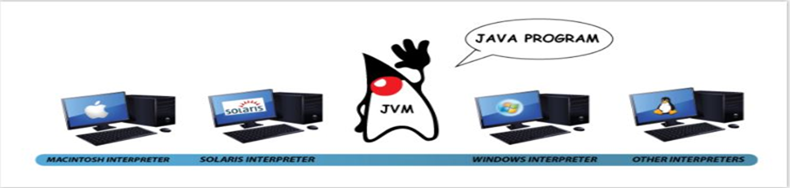 JAVA PROGRAM
SOLARIS
JVM
MACINTOSH INTERPRETER SOLARIS INTERPRETER WINDOWS INTERPRETER OTHER INTERPRETERS